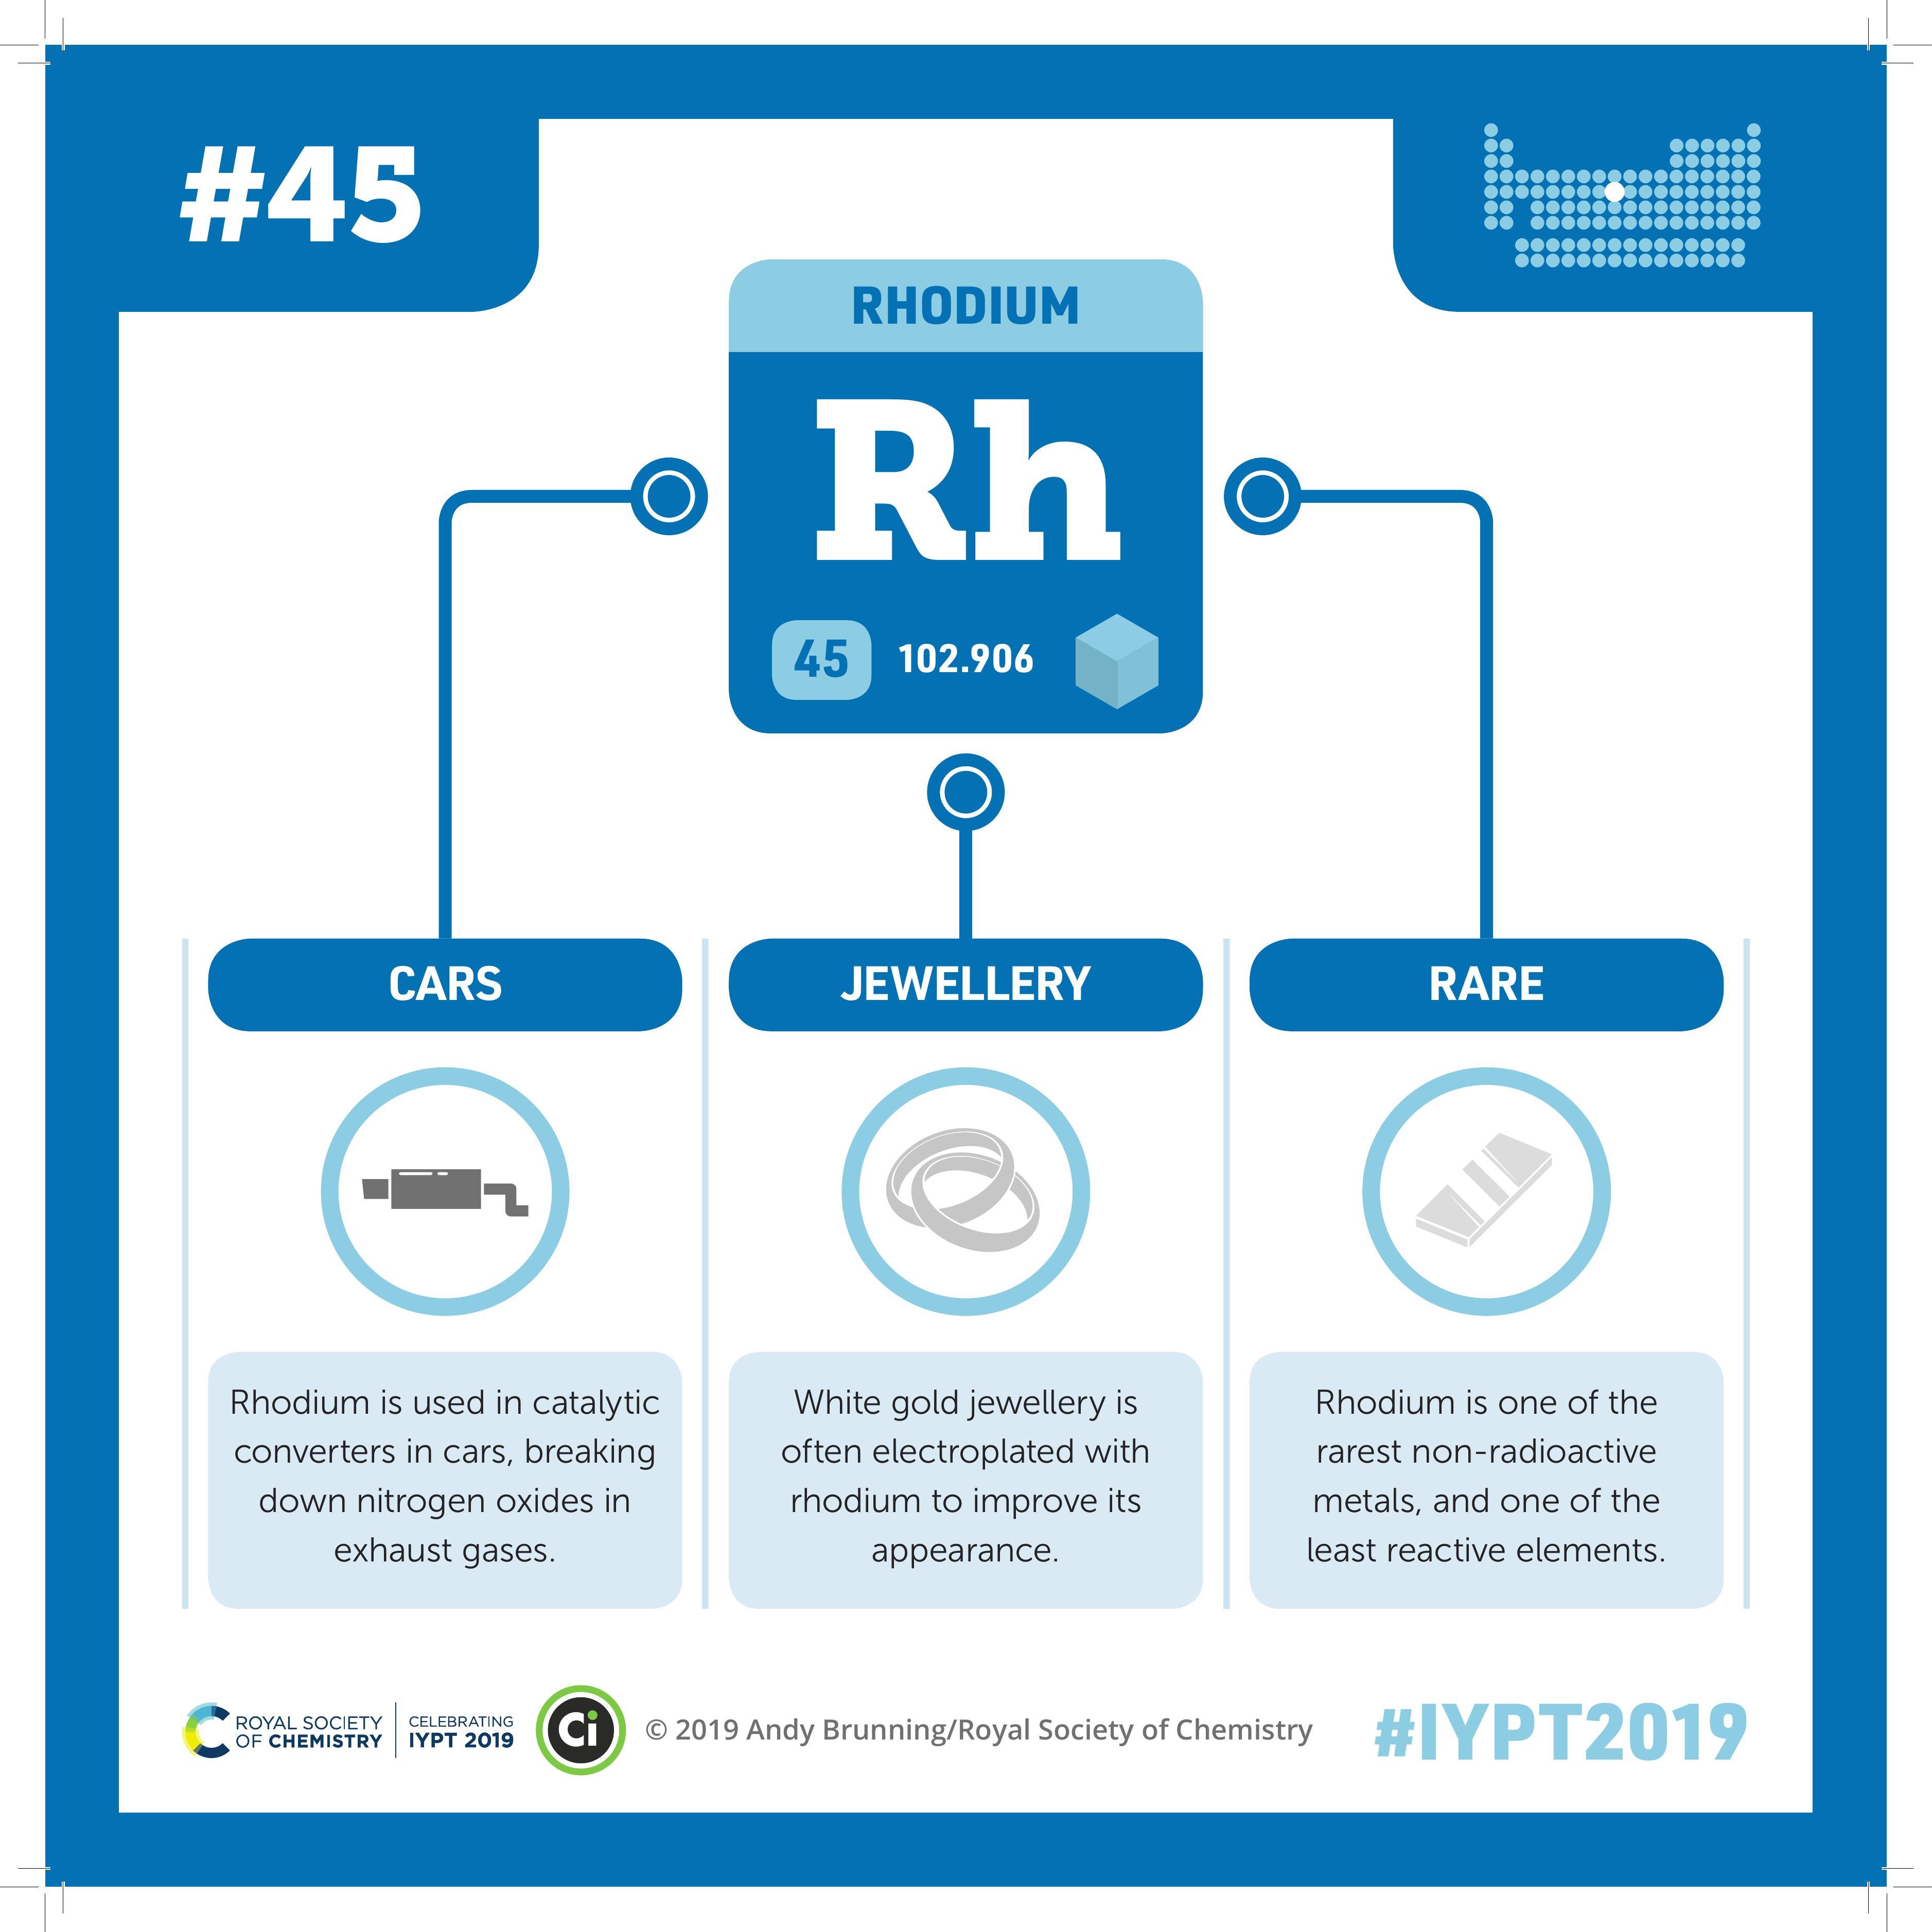 #45
RHODIUM
Rh
45
102.906
CARS
Rhodium is used in catalytic
converters in cars, breaking
down nitrogen oxides in
exhaust gases.
JEWELLERY
White gold jewellery is
often electroplated with
rhodium to improve its
appearance.
RARE
Rhodium is one of the
rarest non-radioactive
metals, and one of the
least reactive elements.
ROYAL SOCIETY
OF CHEMISTRY
CELEBRATING
IYPT 2019
Ci
© 2019 Andy Brunning/Royal Society of Chemistry
#IYPT2019